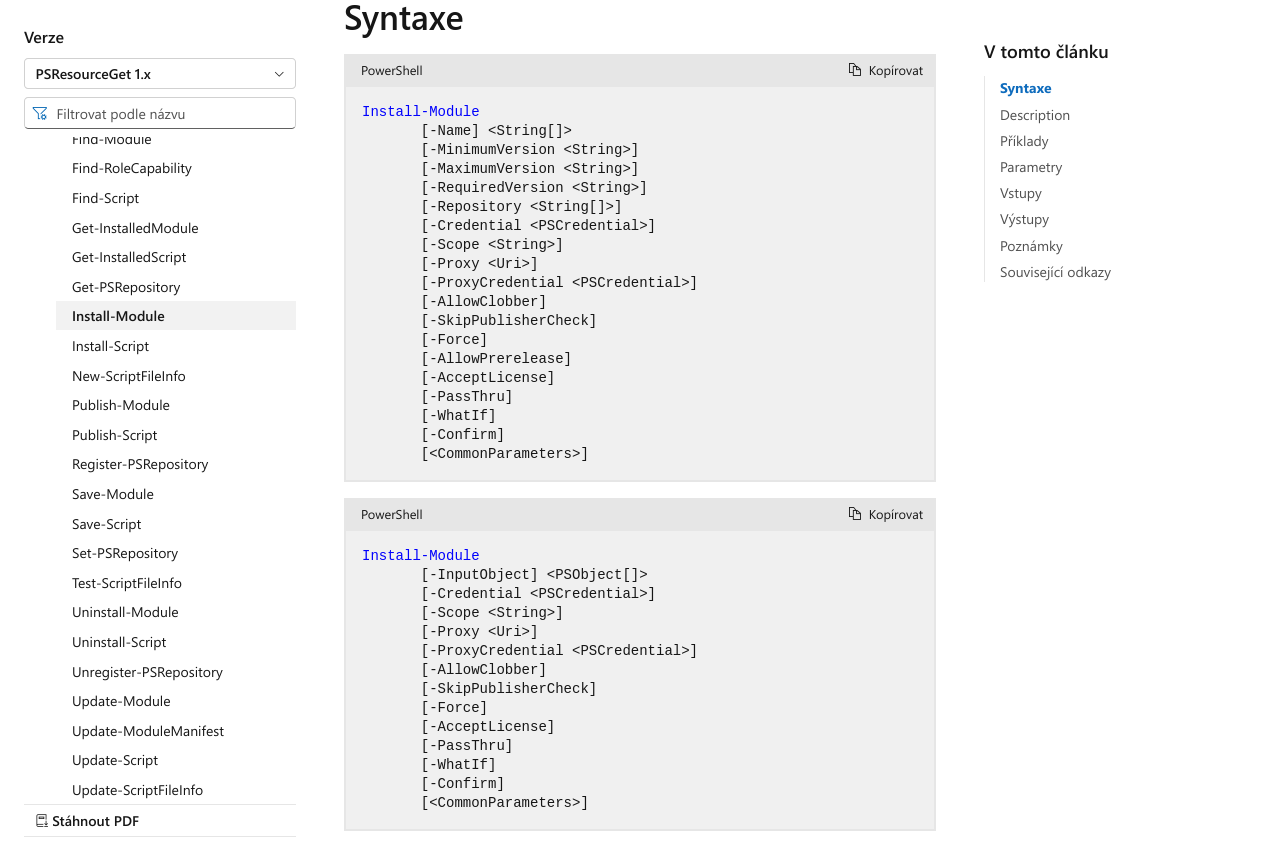 Verze
PSResourceGet 1.x
Filtrovat podle názvu
Find-Module
Find-RoleCapability
Find-Script
Get-InstalledModule
Get-InstalledScript
Get-PSRepository
Install-Module
Install-Script
New-ScriptFileInfo
Publish-Module
Publish-Script
Register-PSRepository
Save-Module
Save-Script
Set-PSRepository
Test-ScriptFileInfo
Uninstall-Module
Uninstall-Script
Unregister-PSRepository
Update-Module
Update-ModuleManifest
Update-Script
Update-ScriptFileInfo
Stáhnout PDF
Syntaxe
PowerShell
Kopírovat
Install-Module
[-Name] <String[]>
[-MinimumVersion <String>]
[-MaximumVersion <String>]
[-RequiredVersion <String>]
[-Repository <String[]>]
[-Credential <PSCredential>]
[-Scope <String>]
[-Proxy <Uri>]
[-ProxyCredential <PSCredential>]
[-AllowClobber]
[-SkipPublisherCheck]
[-Force]
[-AllowPrerelease]
[-AcceptLicense]
[-PassThru]
[-WhatIf]
[-Confirm]
[<CommonParameters>]
PowerShell
Kopírovat
Install-Module
[-InputObject] <PSObject[]>
[-Credential <PSCredential>]
[-Scope <String>]
[-Proxy <Uri>]
[-ProxyCredential <PSCredential>]
[-AllowClobber]
[-SkipPublisherCheck]
[-Force]
[-AcceptLicense]
[-PassThru]
[-WhatIf]
[-Confirm]
[<CommonParameters>]
V tomto článku
Syntaxe
Description
Příklady
Parametry
Vstupy
Výstupy
Poznámky
Související odkazy